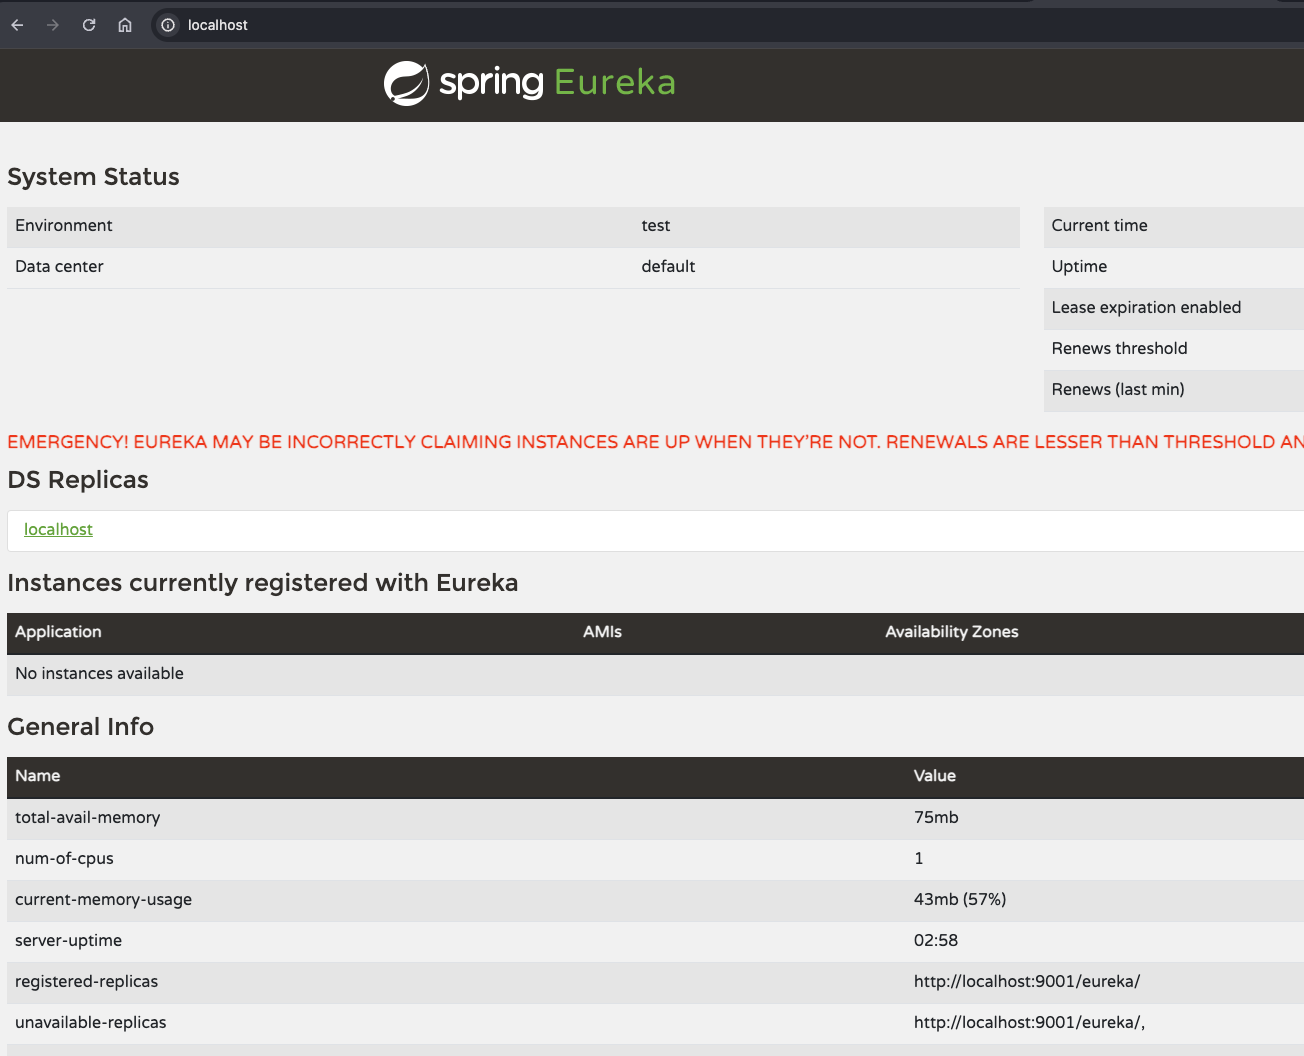 localhost
spring Eureka
System Status
Environment test
Data center default
Current time
Uptime
Lease expiration enabled
Renews threshold
Renews (last min)
EMERGENCY! EUREKA MAY BE INCORRECTLY CLAIMING INSTANCES ARE UP WHEN THEY'RE NOT. RENEWALS ARE LESSER THAN THRESHOLD AN
DS Replicas
localhost
Instances currently registered with Eureka
Application AMIs Availability Zones
No instances available
General Info
Name Value
total-avail-memory 75mb
num-of-cpus 1
current-memory-usage 43mb (57%)
server-uptime 02:58
registered-replicas http://localhost:9001/eureka/
unavailable-replicas http://localhost:9001/eureka/,